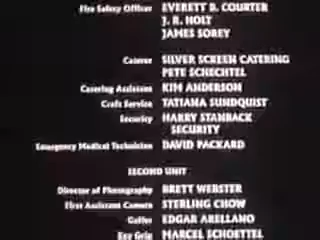 Fire Safety Officer EVERETT D. COURTER
J. R. HOLT
JAMES SOREY
Caterer SILVER SCREEN CATERING
PETE SCHECHTEL
Catering Assistant KIM ANDERSON
Craft Service TATIANA SUNDQUIST
Security HARRY STANBACK
SECURITY
Emergency Medical Technician DAVID PACKARD
SECOND UNIT
Director of Photography BRETT WEBSTER
First Assistant Camera STERLING CHOW
Gaffer EDGAR ARELLANO
Key Grip MARCEL SCHOETTEL